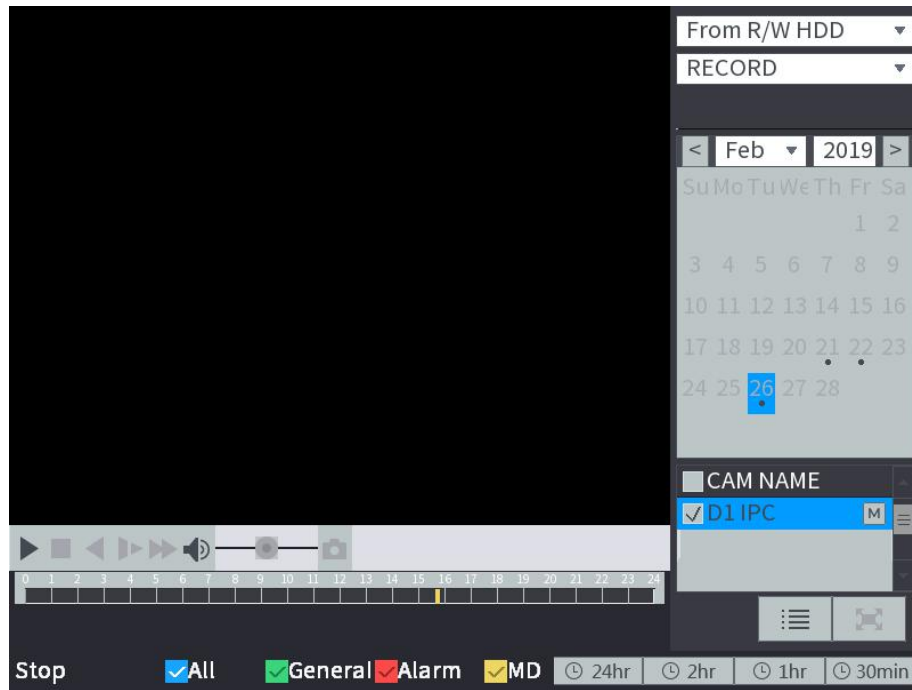 From R/W HDD
RECORD
< Feb 2019 >
Su Mo Tu We Th Fr Sa
1 2
3 4 5 6 7 8 9
10 11 12 13 14 15 16
17 18 19 20 21 22 23
24 25 26 27 28
CAM NAME
D1 IPC M
0 1 2 3 4 5 6 7 8 9 10 11 12 13 14 15 16 17 18 19 20 21 22 23 24
Stop All General Alarm MD 24hr 2hr 1hr 30min